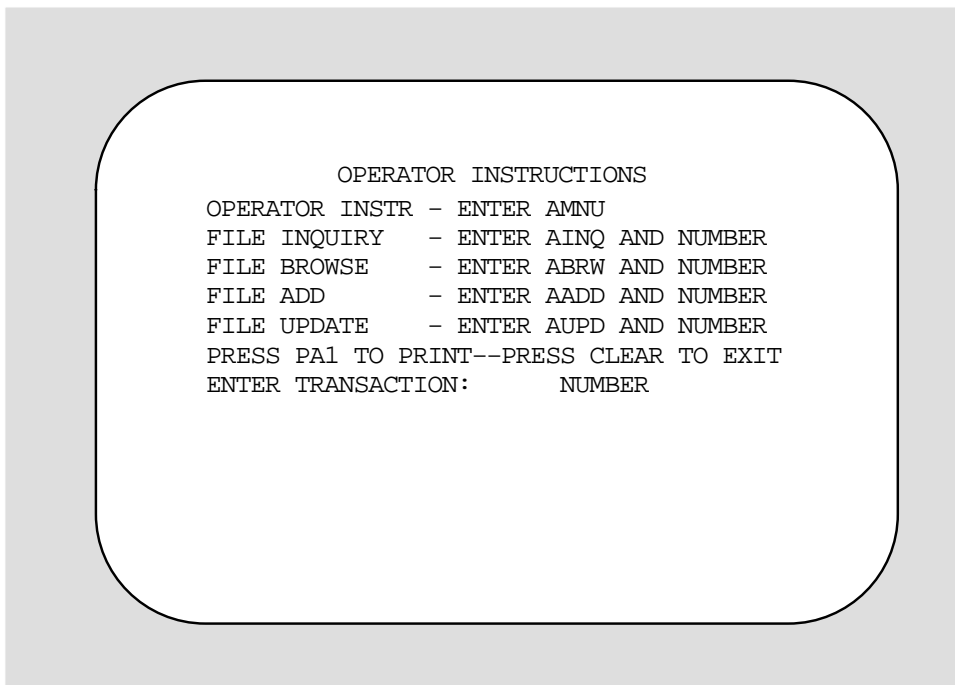 OPERATOR INSTRUCTIONS
OPERATOR INSTR - ENTER AMNU
FILE INQUIRY - ENTER AINQ AND NUMBER
FILE BROWSE - ENTER ABRW AND NUMBER
FILE ADD - ENTER AADD AND NUMBER
FILE UPDATE - ENTER AUPD AND NUMBER
PRESS PA1 TO PRINT--PRESS CLEAR TO EXIT
ENTER TRANSACTION: NUMBER